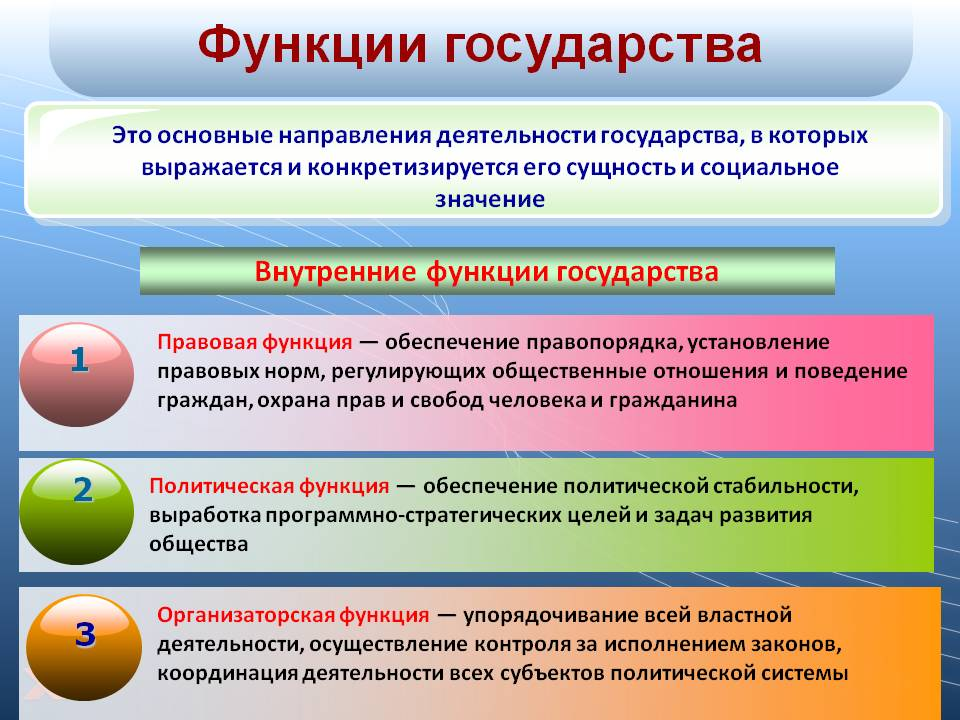 Функции государства
Это основные направления деятельности государства, в которых
выражается и конкретизируется его сущность и социальное
значение
Внутренние функции государства
1
Правовая функция — обеспечение правопорядка, установление
правовых норм, регулирующих общественные отношения и поведение
граждан, охрана прав и свобод человека и гражданина
2
Политическая функция — обеспечение политической стабильности,
выработка программно-стратегических целей и задач развития
общества
3
Организаторская функция — упорядочивание всей властной
деятельности, осуществление контроля за исполнением законов,
координация деятельности всех субъектов политической системы